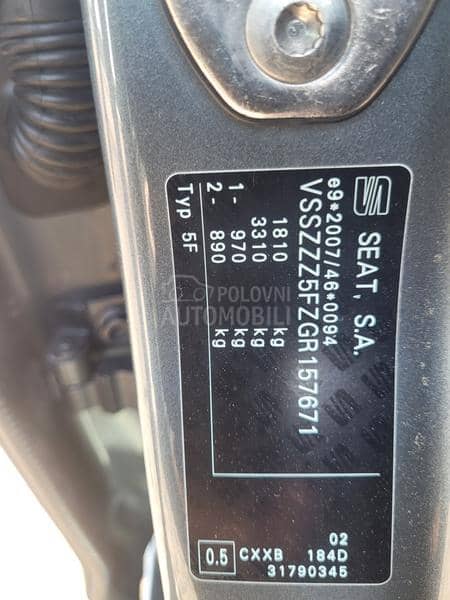 SEAT, S.A.
e9*2007/46*0094
VSSZZZ5FZGR157671
1810 kg
3310 kg
1- 970 kg
2- 890 kg
Typ 5F
02
0.5 CXXB 184D
31790345
POLOVNI
AUTOMOBILI